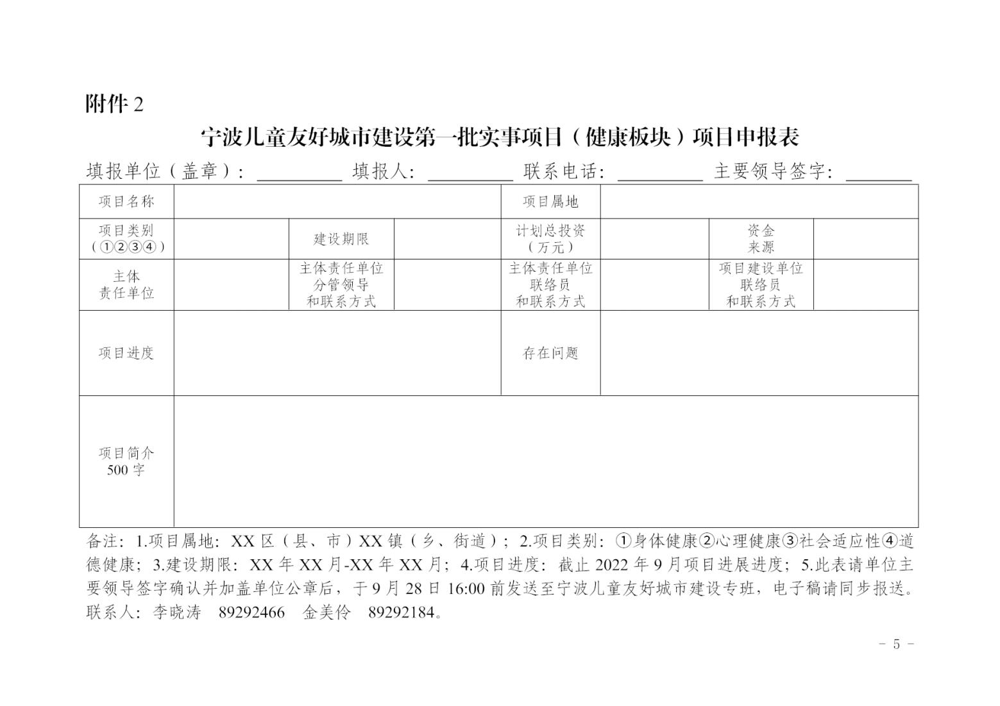 附件 2
宁波儿童友好城市建设第一批实事项目（健康板块）项目申报表
填报单位（盖章）：＿＿＿＿ 填报人：＿＿＿＿ 联系电话：＿＿＿＿ 主要领导签字：＿＿＿
项目名称 项目属地
项目类别
（①②③④）
建设期限
计划总投资
（万元）
资金
来源
主体
责任单位
主体责任单位
分管领导
和联系方式
主体责任单位
联络员
和联系方式
项目建设单位
联络员
和联系方式
项目进度 存在问题
项目简介
500 字
备注：1.项目属地：XX 区（县、市）XX 镇（乡、街道）；2.项目类别：①身体健康②心理健康③社会适应性④道
德健康；3.建设期限：XX 年 XX 月-XX 年 XX 月；4.项目进度：截止 2022 年 9 月项目进展进度；5.此表请单位主
要领导签字确认并加盖单位公章后，于 9 月 28 日 16:00 前发送至宁波儿童友好城市建设专班，电子稿请同步报送。
联系人：李晓涛 89292466 金美伶 89292184。
- 5 -